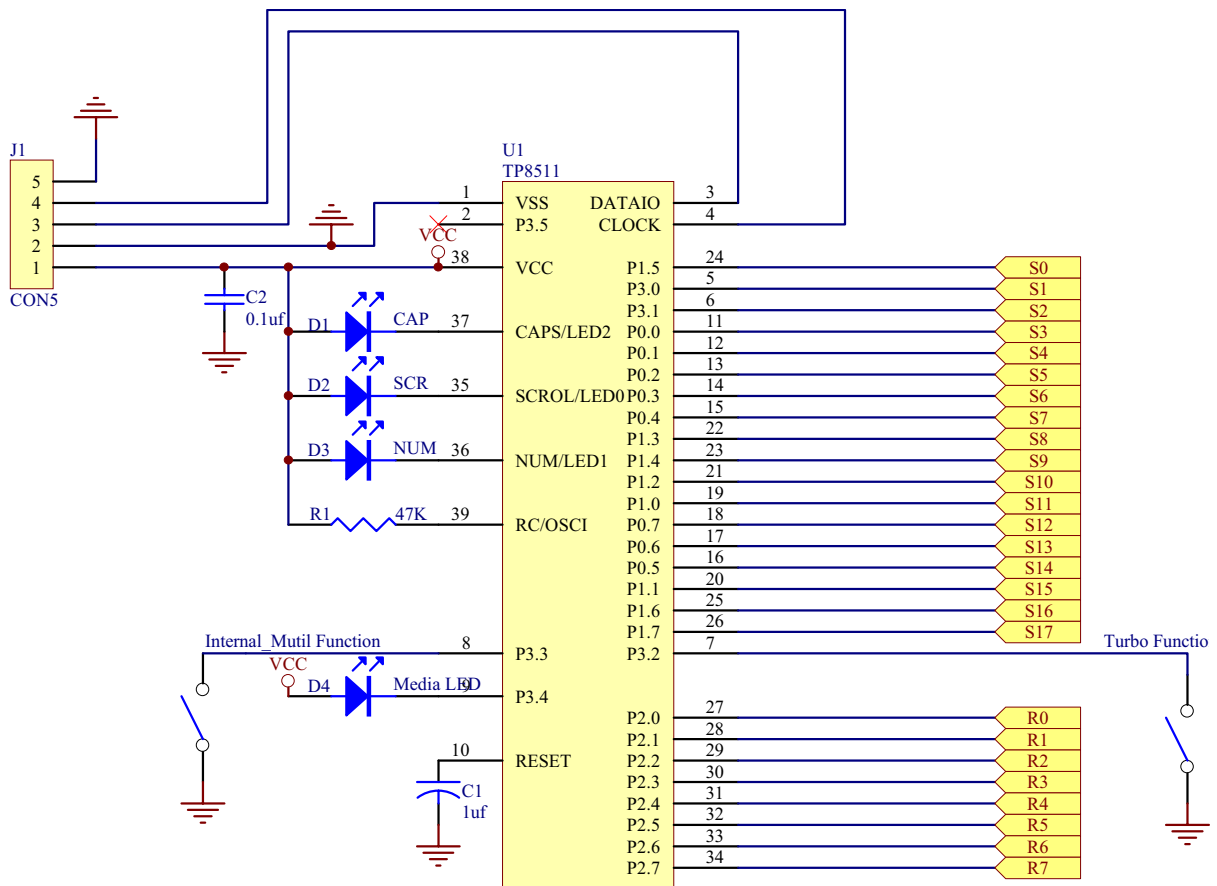 J1
5
4
3
2
1
CON5
U1
TP8511
1 VSS DATAIO 3
2 P3.5 CLOCK 4
VCC
38 VCC P1.5 24 S0
P3.0 5 S1
C2
0.1uf
P3.1 6 S2
D1 CAP 37 CAPS/LED2 P0.0 11 S3
P0.1 12 S4
P0.2 13 S5
D2 SCR 35 SCROL/LED0 P0.3 14 S6
P0.4 15 S7
P1.3 22 S8
D3 NUM 36 NUM/LED1 P1.4 23 S9
P1.2 21 S10
P1.0 19 S11
R1 47K 39 RC/OSCI P0.7 18 S12
P0.6 17 S13
P0.5 16 S14
P1.1 20 S15
P1.6 25 S16
P1.7 26 S17
Internal_Mutil Function 8 P3.3 P3.2 7 Turbo Functio
VCC
D4 Media LED 9 P3.4
P2.0 27 R0
P2.1 28 R1
10 RESET P2.2 29 R2
P2.3 30 R3
C1
1uf
P2.4 31 R4
P2.5 32 R5
P2.6 33 R6
P2.7 34 R7